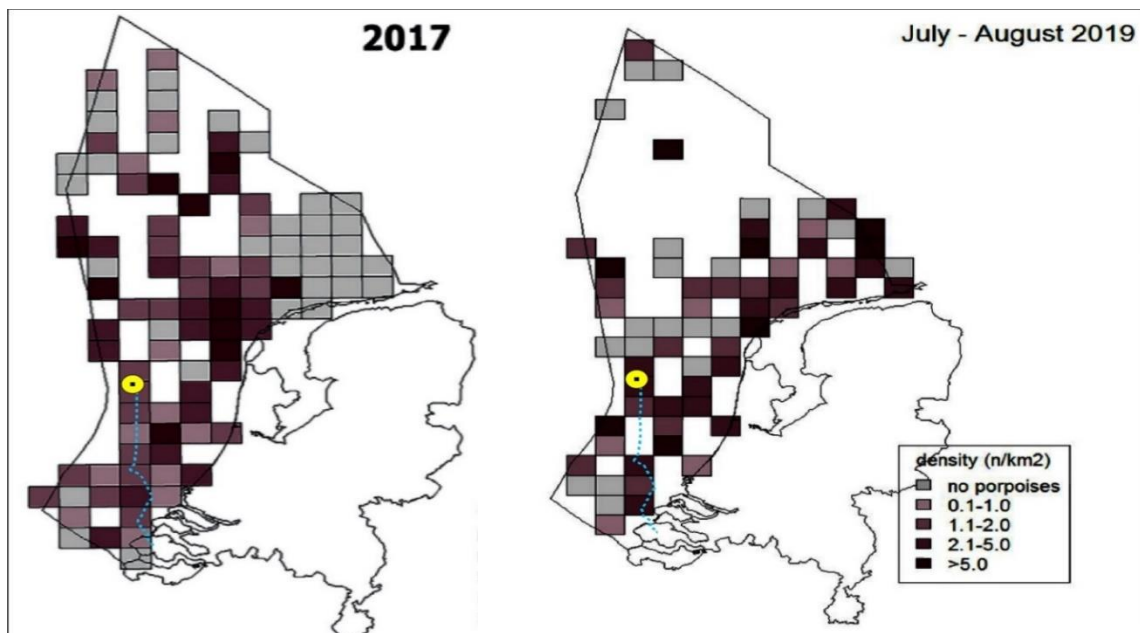 2017
July - August 2019
density (n/km2)
no porpoises
0.1-1.0
1.1-2.0
2.1-5.0
>5.0